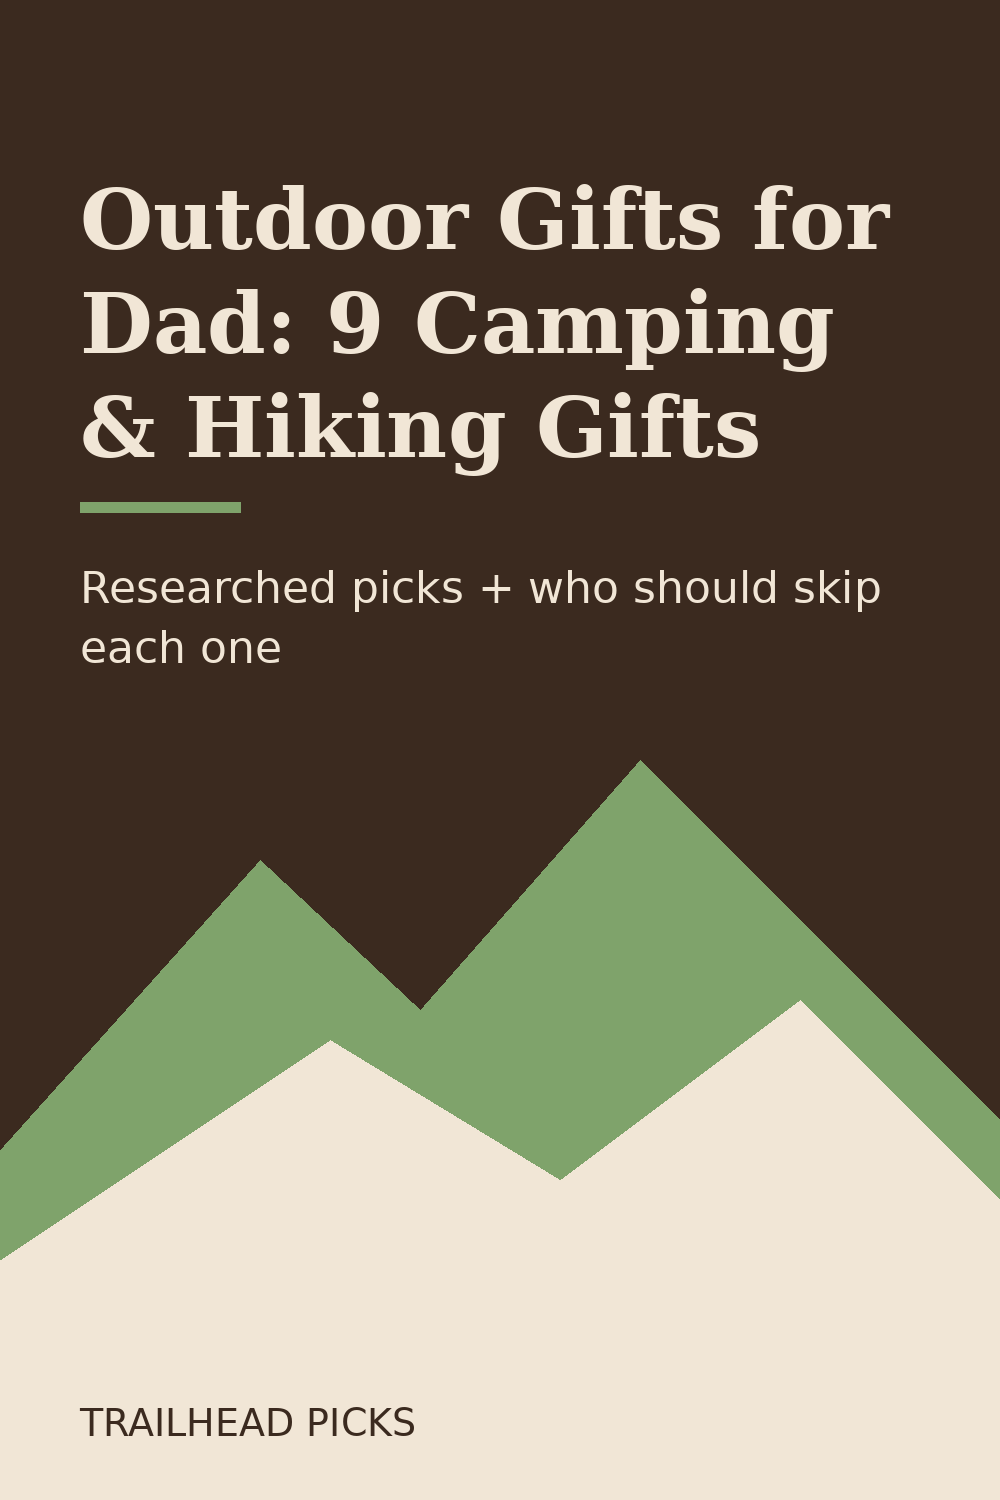 Outdoor Gifts for
Dad: 9 Camping
& Hiking Gifts
Researched picks + who should skip
each one
TRAILHEAD PICKS